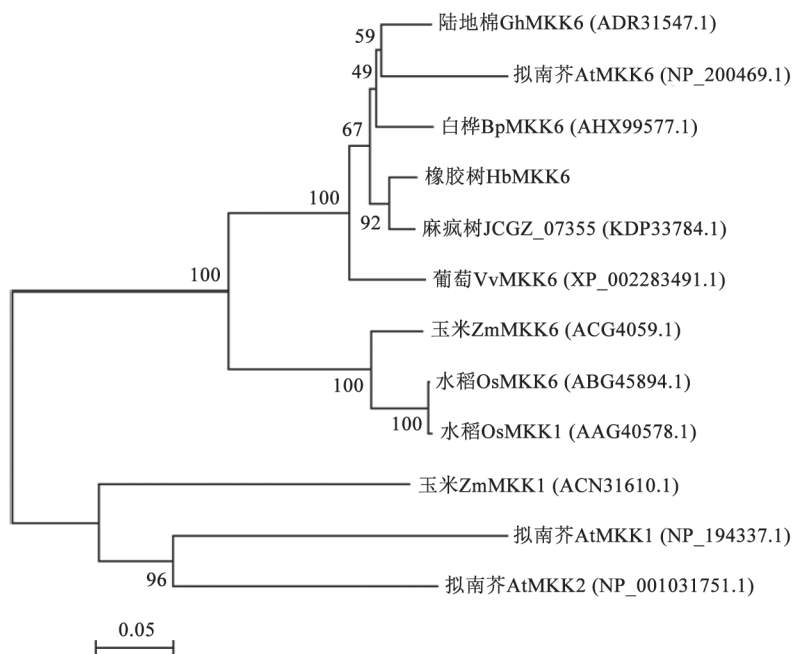 陆地棉GhMKK6 (ADR31547.1)
59
49
拟南芥AtMKK6 (NP_200469.1)
白桦BpMKK6 (AHX99577.1)
67
橡胶树HbMKK6
100
92
麻疯树JCGZ_07355 (KDP33784.1)
100
葡萄VvMKK6 (XP_002283491.1)
玉米ZmMKK6 (ACG4059.1)
100
水稻OsMKK6 (ABG45894.1)
100
水稻OsMKK1 (AAG40578.1)
玉米ZmMKK1 (ACN31610.1)
拟南芥AtMKK1 (NP_194337.1)
96
拟南芥AtMKK2 (NP_001031751.1)
0.05